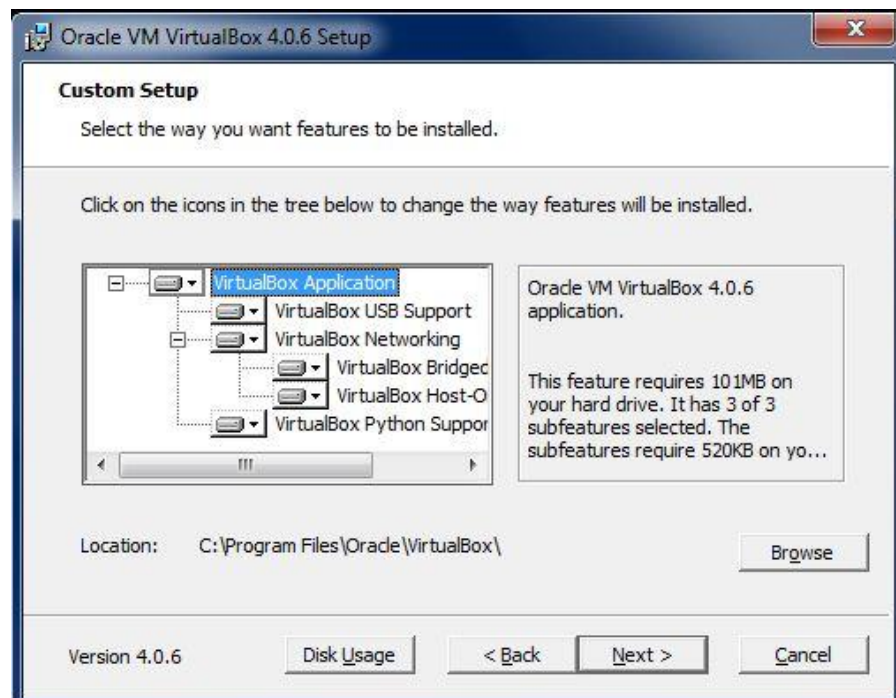 Oracle VM VirtualBox 4.0.6 Setup
Custom Setup
Select the way you want features to be installed.
Click on the icons in the tree below to change the way features will be installed.
VirtualBox Application
VirtualBox USB Support
VirtualBox Networking
VirtualBox Bridged
VirtualBox Host-O
VirtualBox Python Suppor
Oracle VM VirtualBox 4.0.6
application.
This feature requires 101MB on
your hard drive. It has 3 of 3
subfeatures selected. The
subfeatures require 520KB on yo...
Location: C:\Program Files\Oracle\VirtualBox\
Browse
Version 4.0.6 Disk Usage < Back Next > Cancel